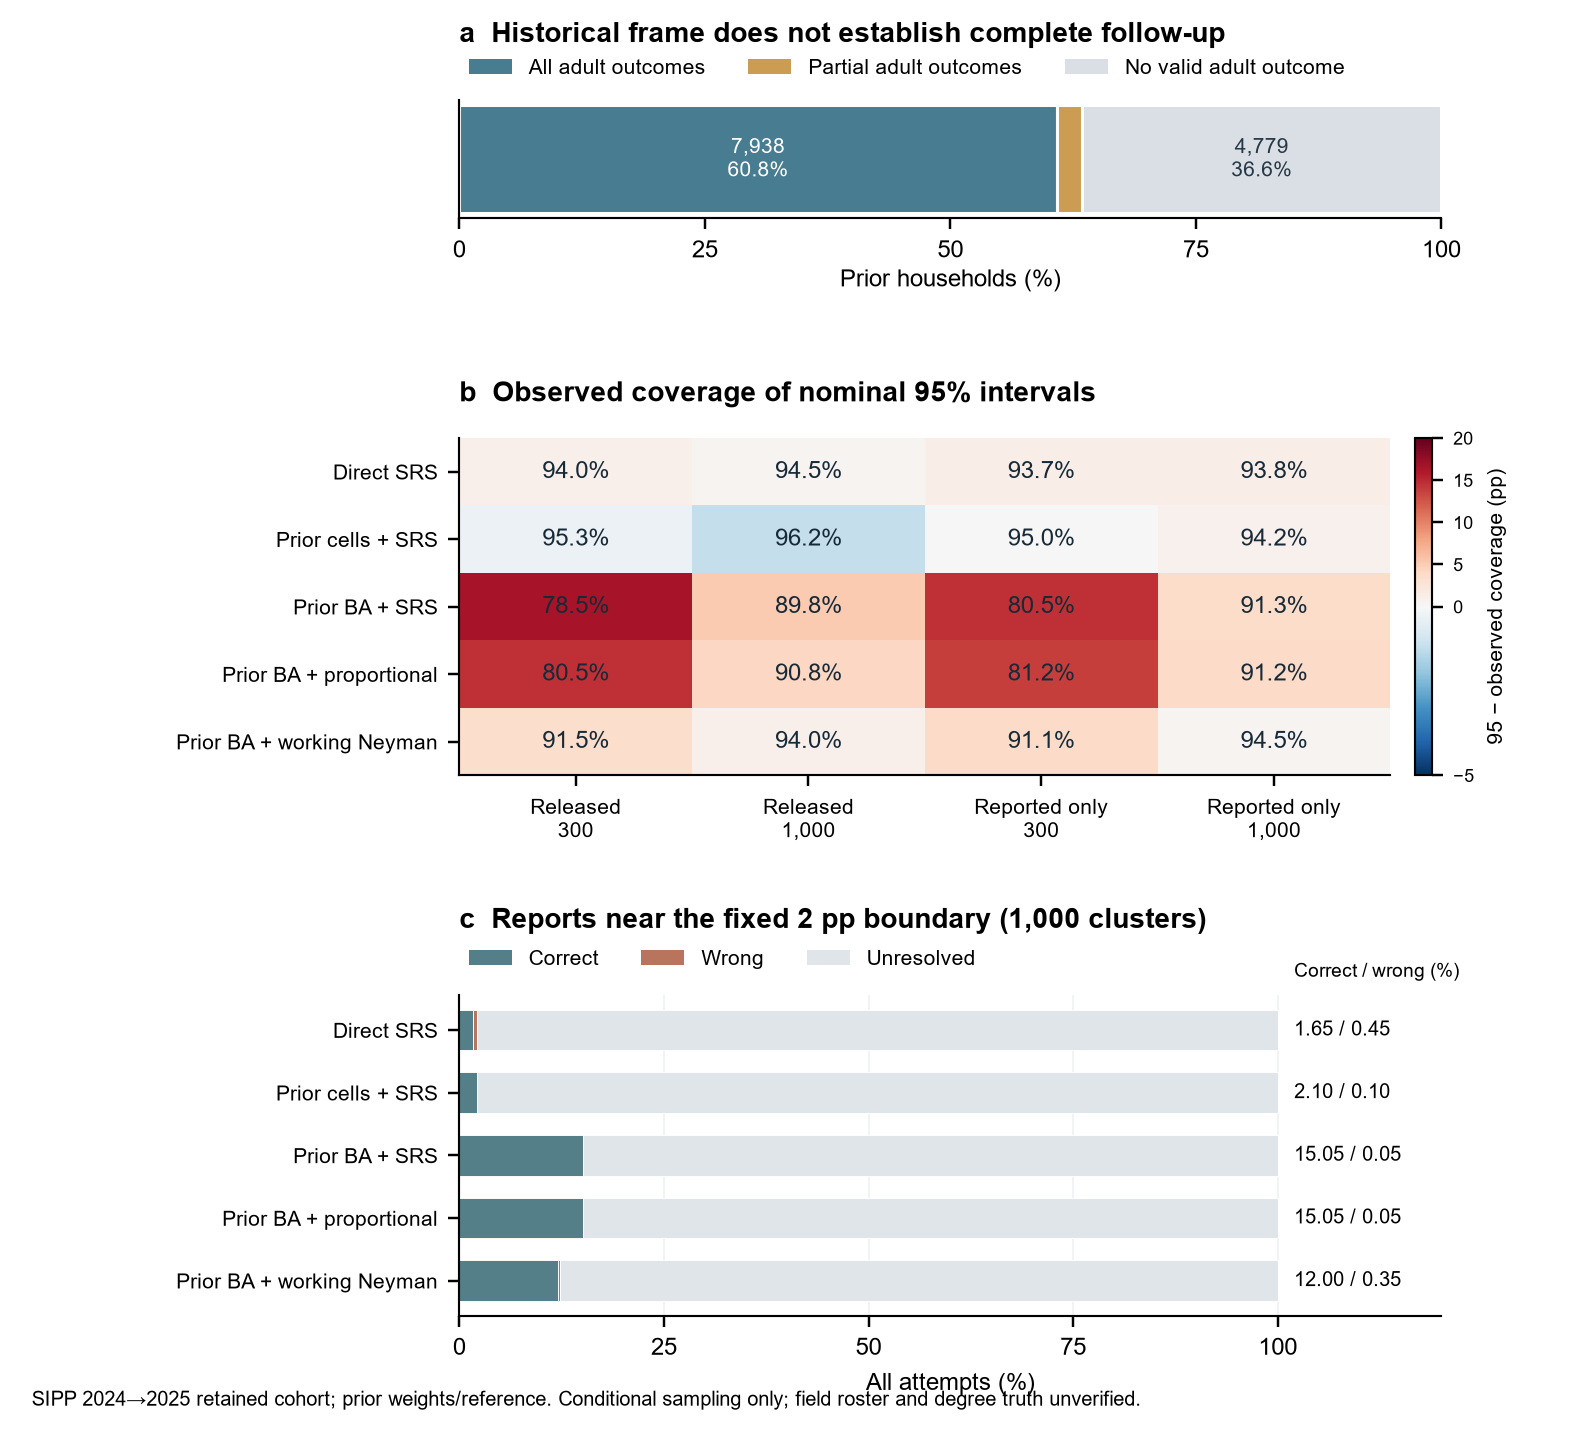 a Historical frame does not establish complete follow-up
All adult outcomes Partial adult outcomes No valid adult outcome
7,938 4,779
60.8% 36.6%
0 25 50 75 100
Prior households (%)
b Observed coverage of nominal 95% intervals
Direct SRS 94.0% 94.5% 93.7% 93.8%
Prior cells + SRS 95.3% 96.2% 95.0% 94.2%
Prior BA + SRS 78.5% 89.8% 80.5% 91.3%
Prior BA + proportional 80.5% 90.8% 81.2% 91.2%
Prior BA + working Neyman 91.5% 94.0% 91.1% 94.5%
Released Released Reported only Reported only
300 1,000 300 1,000
20
15
10
5
0
−5
95 − observed coverage (pp)
c Reports near the fixed 2 pp boundary (1,000 clusters)
Correct Wrong Unresolved
Correct / wrong (%)
Direct SRS 1.65 / 0.45
Prior cells + SRS 2.10 / 0.10
Prior BA + SRS 15.05 / 0.05
Prior BA + proportional 15.05 / 0.05
Prior BA + working Neyman 12.00 / 0.35
0 25 50 75 100
All attempts (%)
SIPP 2024→2025 retained cohort; prior weights/reference. Conditional sampling only; field roster and degree truth unverified.